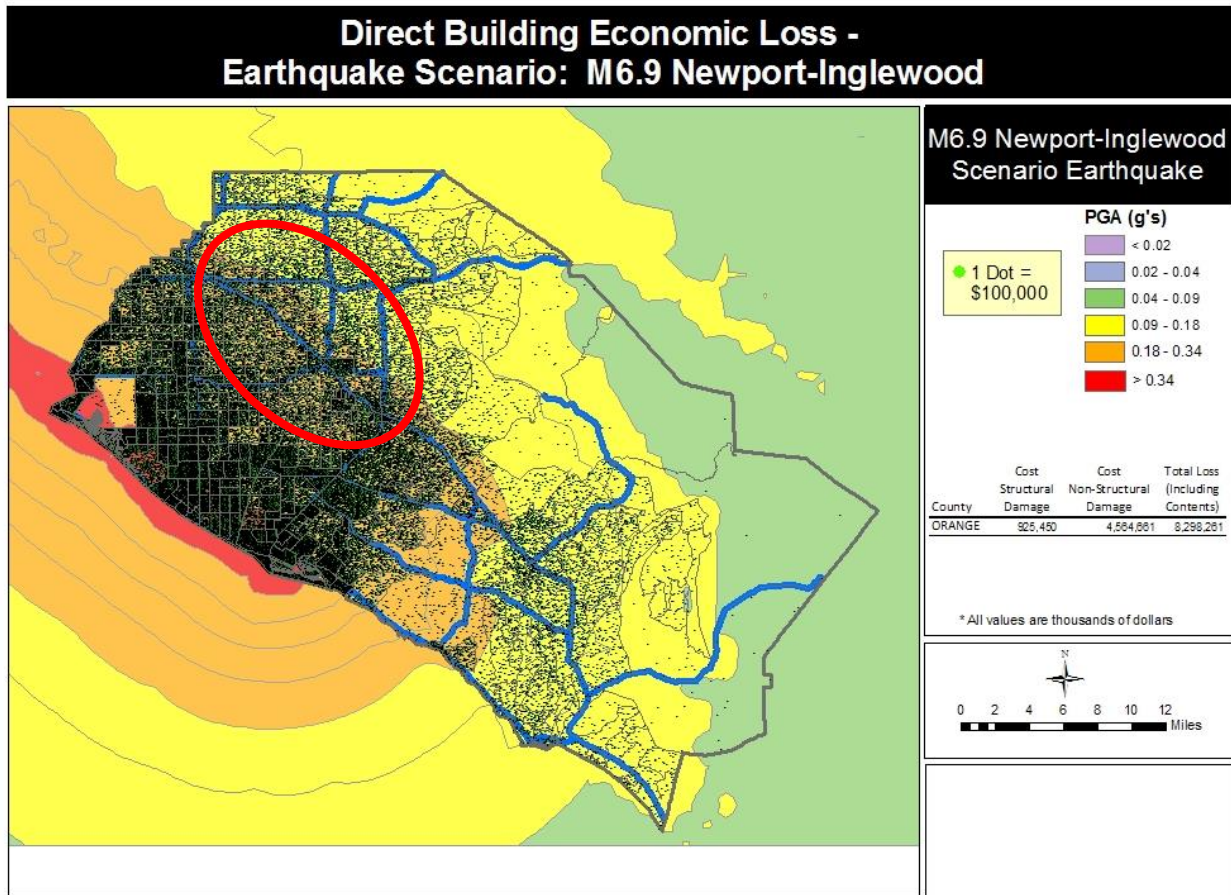 Direct Building Economic Loss -
Earthquake Scenario: M6.9 Newport-Inglewood
M6.9 Newport-Inglewood
Scenario Earthquake
PGA (g's)
1 Dot =
$100,000
< 0.02
0.02 - 0.04
0.04 - 0.09
0.09 - 0.18
0.18 - 0.34
> 0.34
Cost Cost Total Loss
Structural Non-Structural (Including
County Damage Damage Contents)
ORANGE 925,450 4,564,661 8,298,261
* All values are thousands of dollars
N
0 2 4 6 8 10 12
Miles